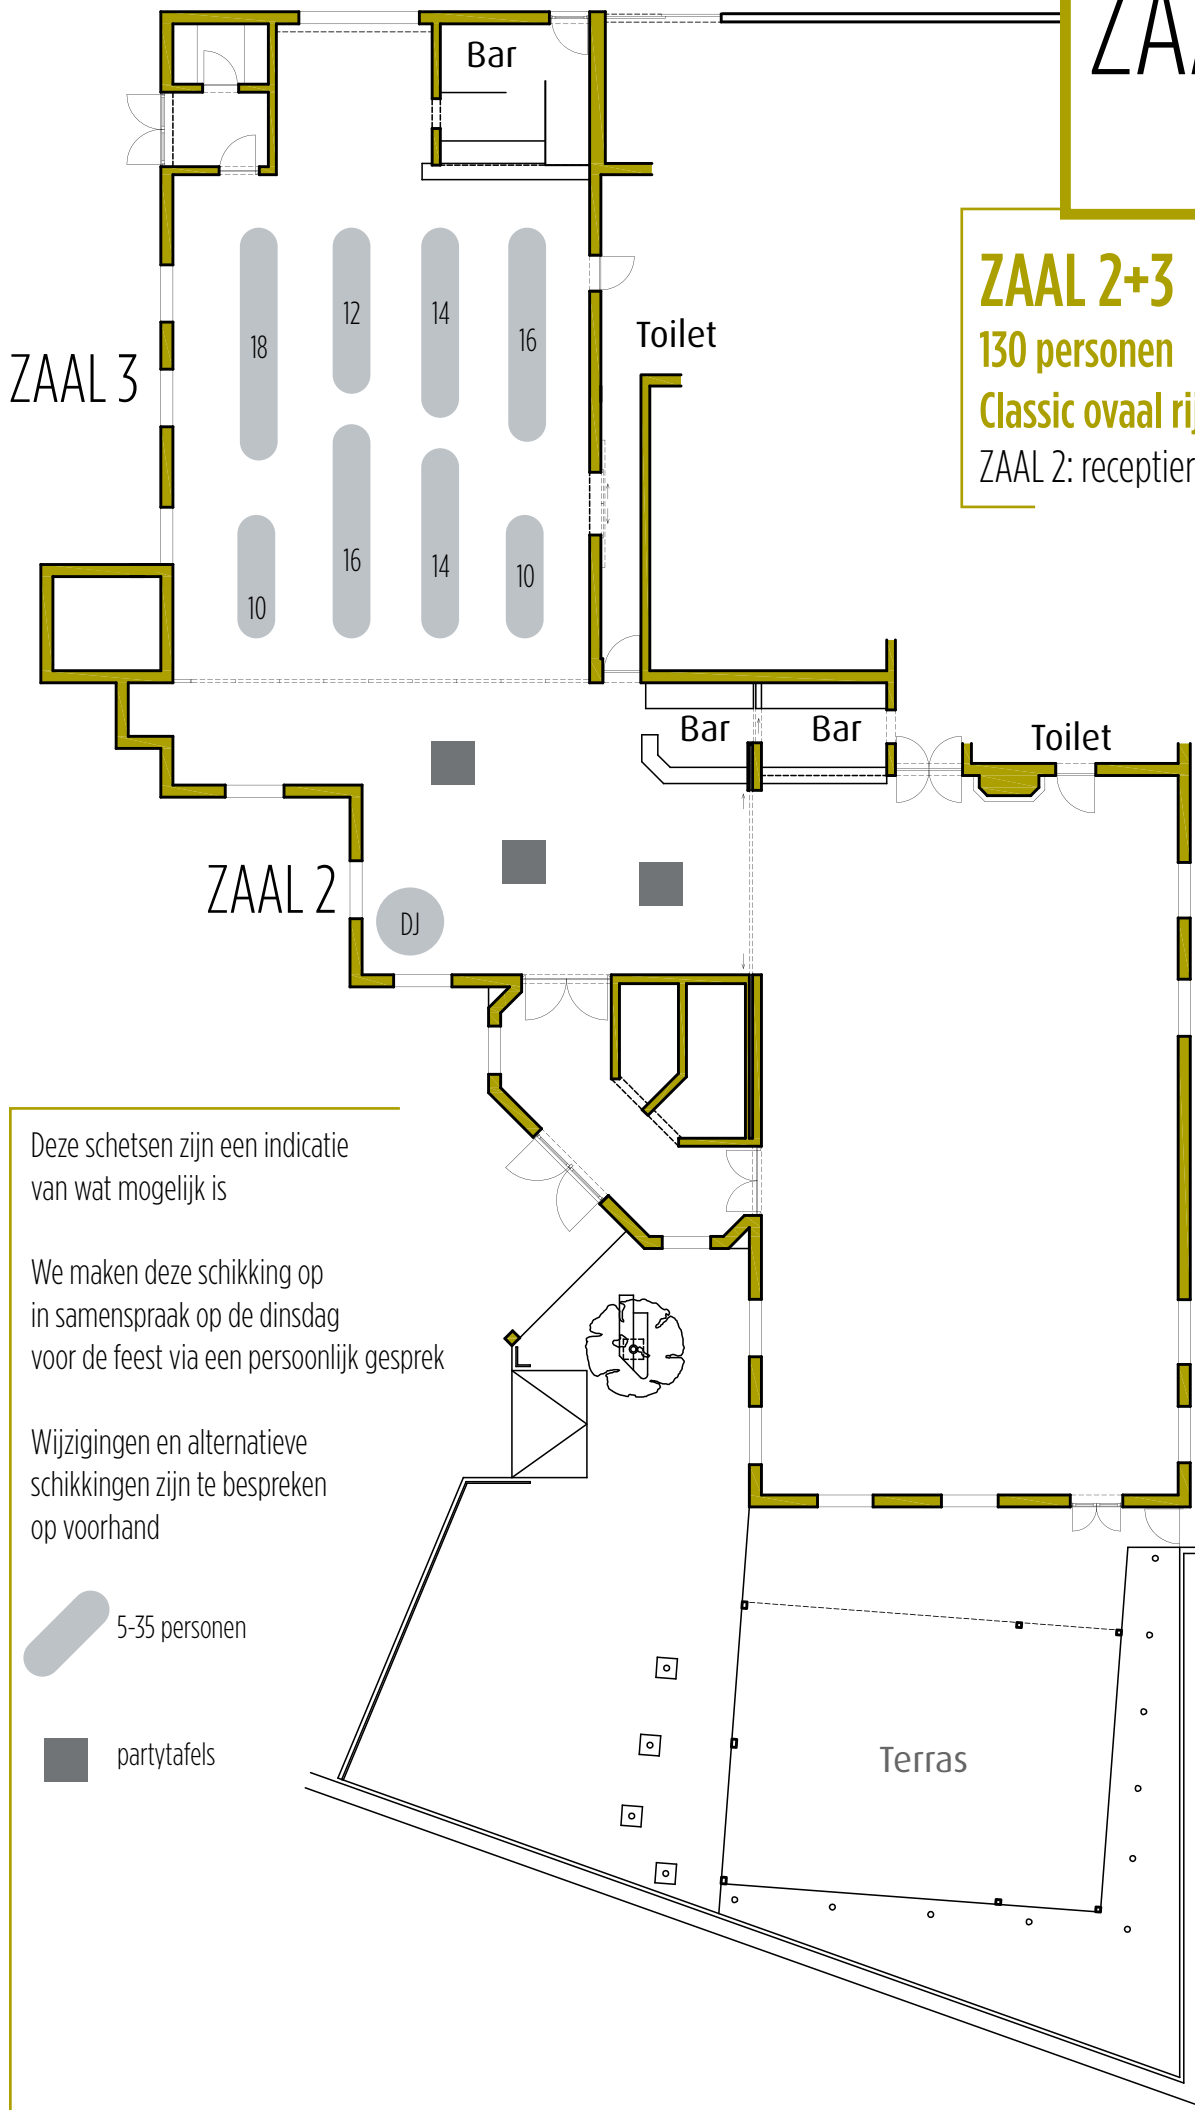 Bar
ZAAL 2+3
130 personen
Classic ovaal
ZAAL 2:
Toilet
ZAAL 3
18
12
14
16
10
16
14
10
Bar
Bar
Toilet
ZAAL 2
DJ
Deze schetsen zijn een indicatie
van wat mogelijk is
We maken deze schikking op
in samenspraak op de dinsdag
voor de feest via een persoonlijk gesprek
Wijzigingen en alternatieve
schikkingen zijn te bespreken
op voorhand
5-35 personen
partytafels
Terras